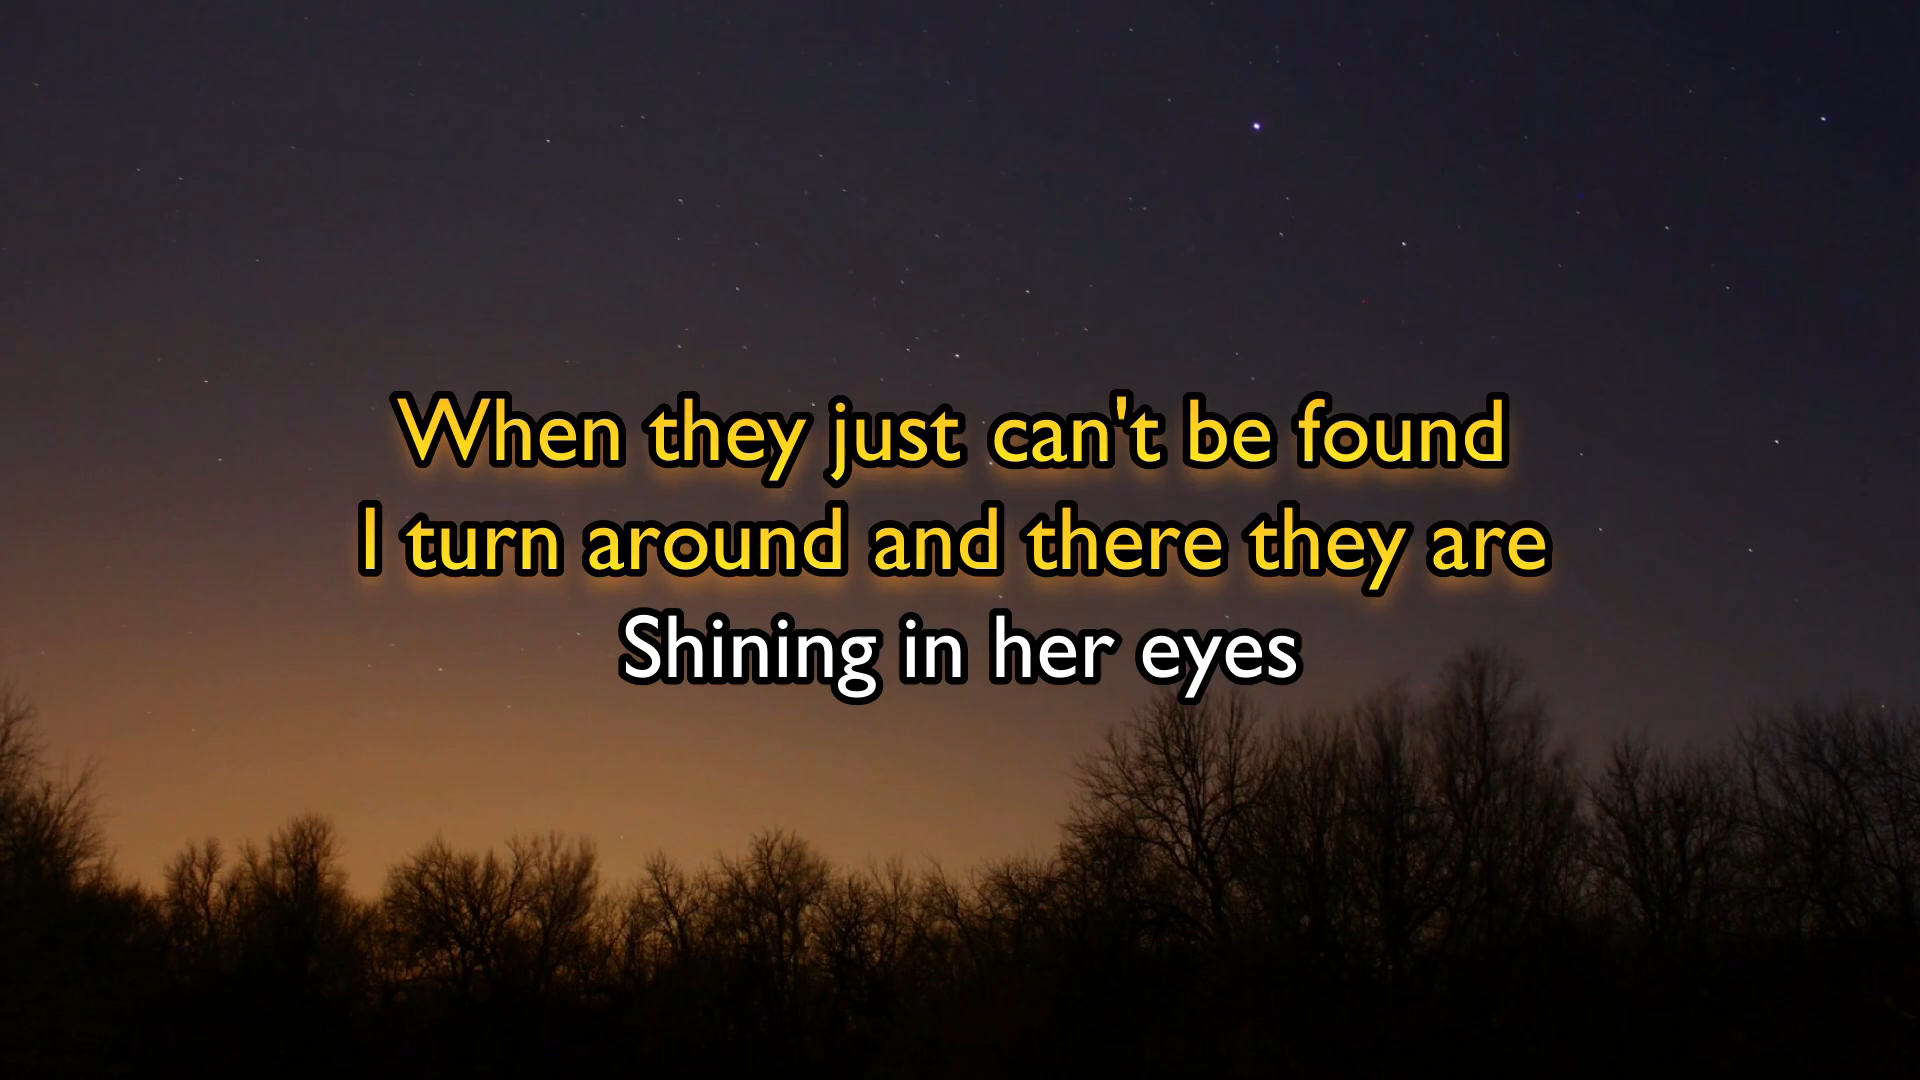 When they just can't be found
I turn around and there they are
Shining in her eyes